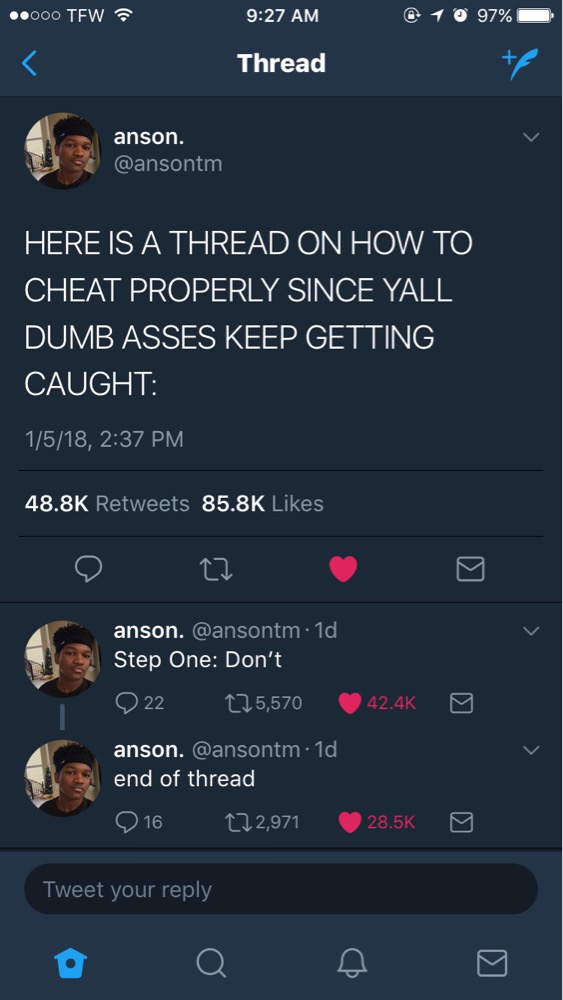 TFW 9:27 AM 97%
Thread
anson.
@ansontm
HERE IS A THREAD ON HOW TO
CHEAT PROPERLY SINCE YALL
DUMB ASSES KEEP GETTING
CAUGHT:
1/5/18, 2:37 PM
48.8K Retweets 85.8K Likes
anson. @ansontm · 1d
Step One: Don't
22 5,570 42.4K
anson. @ansontm · 1d
end of thread
16 2,971 28.5K
Tweet your reply